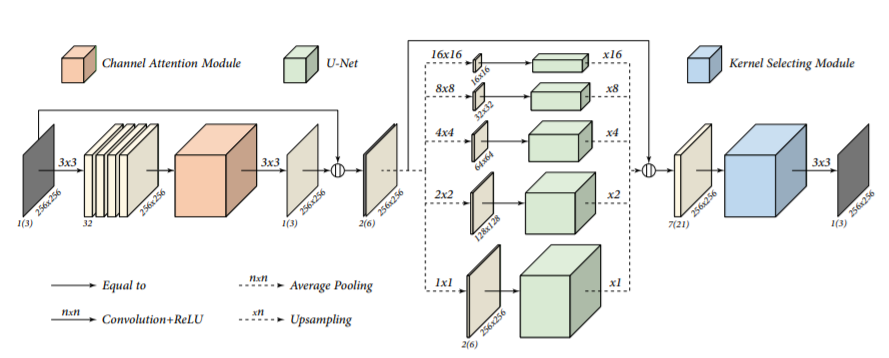 Channel Attention Module
U-Net
Kernel Selecting Module
16x16
16x16
x16
8x8
32x32
x8
4x4
64x64
x4
2x2
128x128
x2
1x1
256x256
2(6)
x1
3x3
1(3)
256x256
32
256x256
3x3
1(3)
256x256
2(6)
256x256
7(21)
256x256
3x3
1(3)
256x256
Equal to
nxn Convolution+ReLU
nxn Average Pooling
xn Upsampling